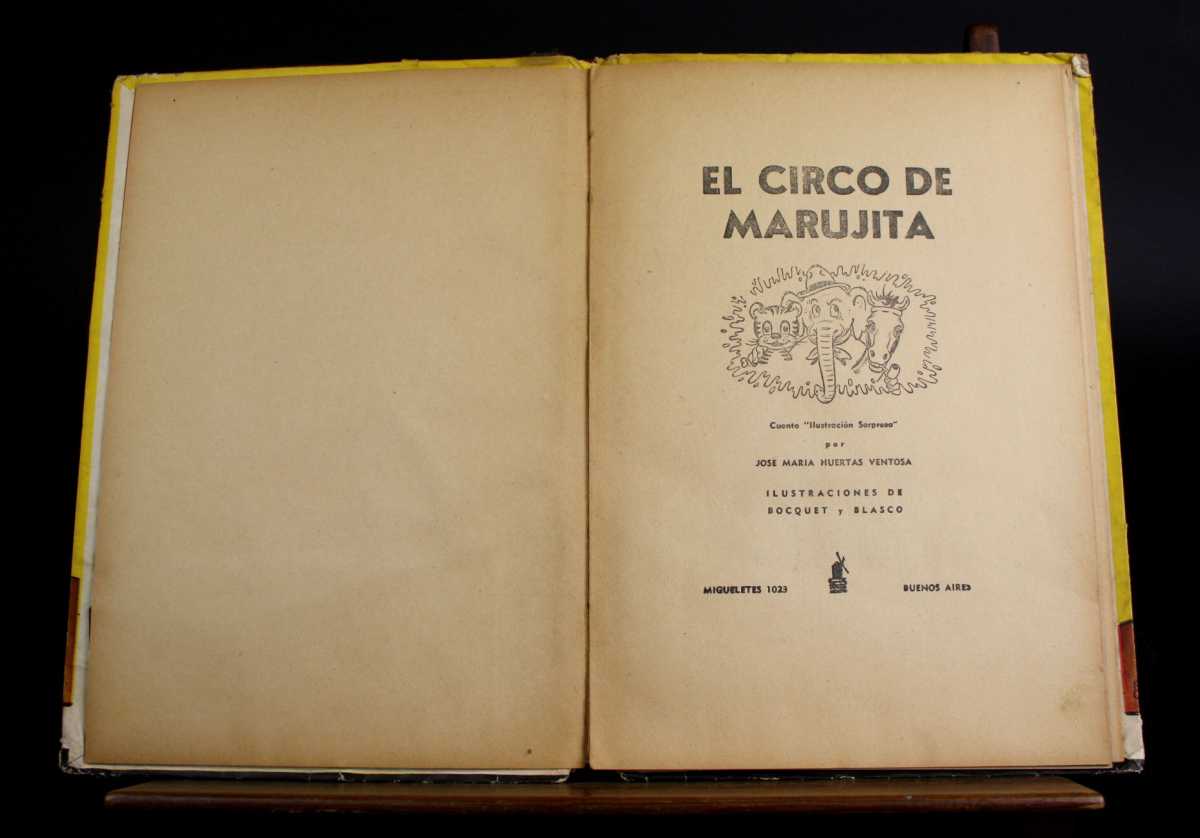 EL CIRCO DE
MARUJITA
Cuento "Ilustración Sorpresa"
por
JOSE MARIA HUERTAS VENTOSA
ILUSTRACIONES DE
BOCQUET y BLASCO
MIGUELETES 1023
BUENOS AIRES